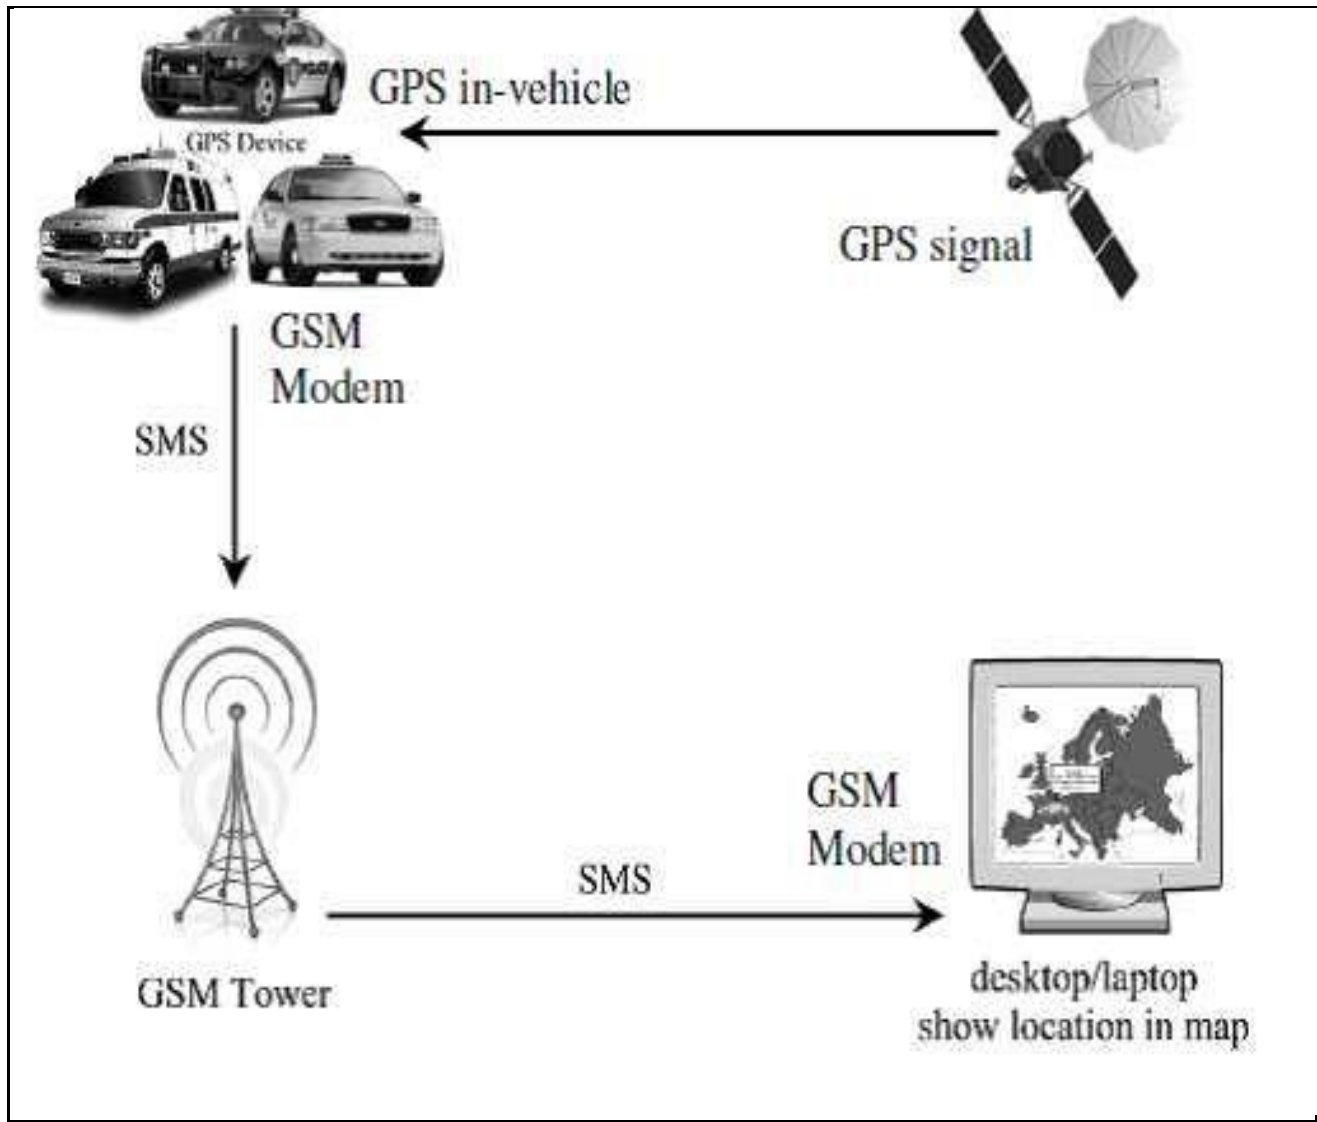 GPS in-vehicle
GPS Device
GPS signal
GSM
Modem
SMS
GSM
Modem
SMS
GSM Tower
desktop/laptop
show location in map